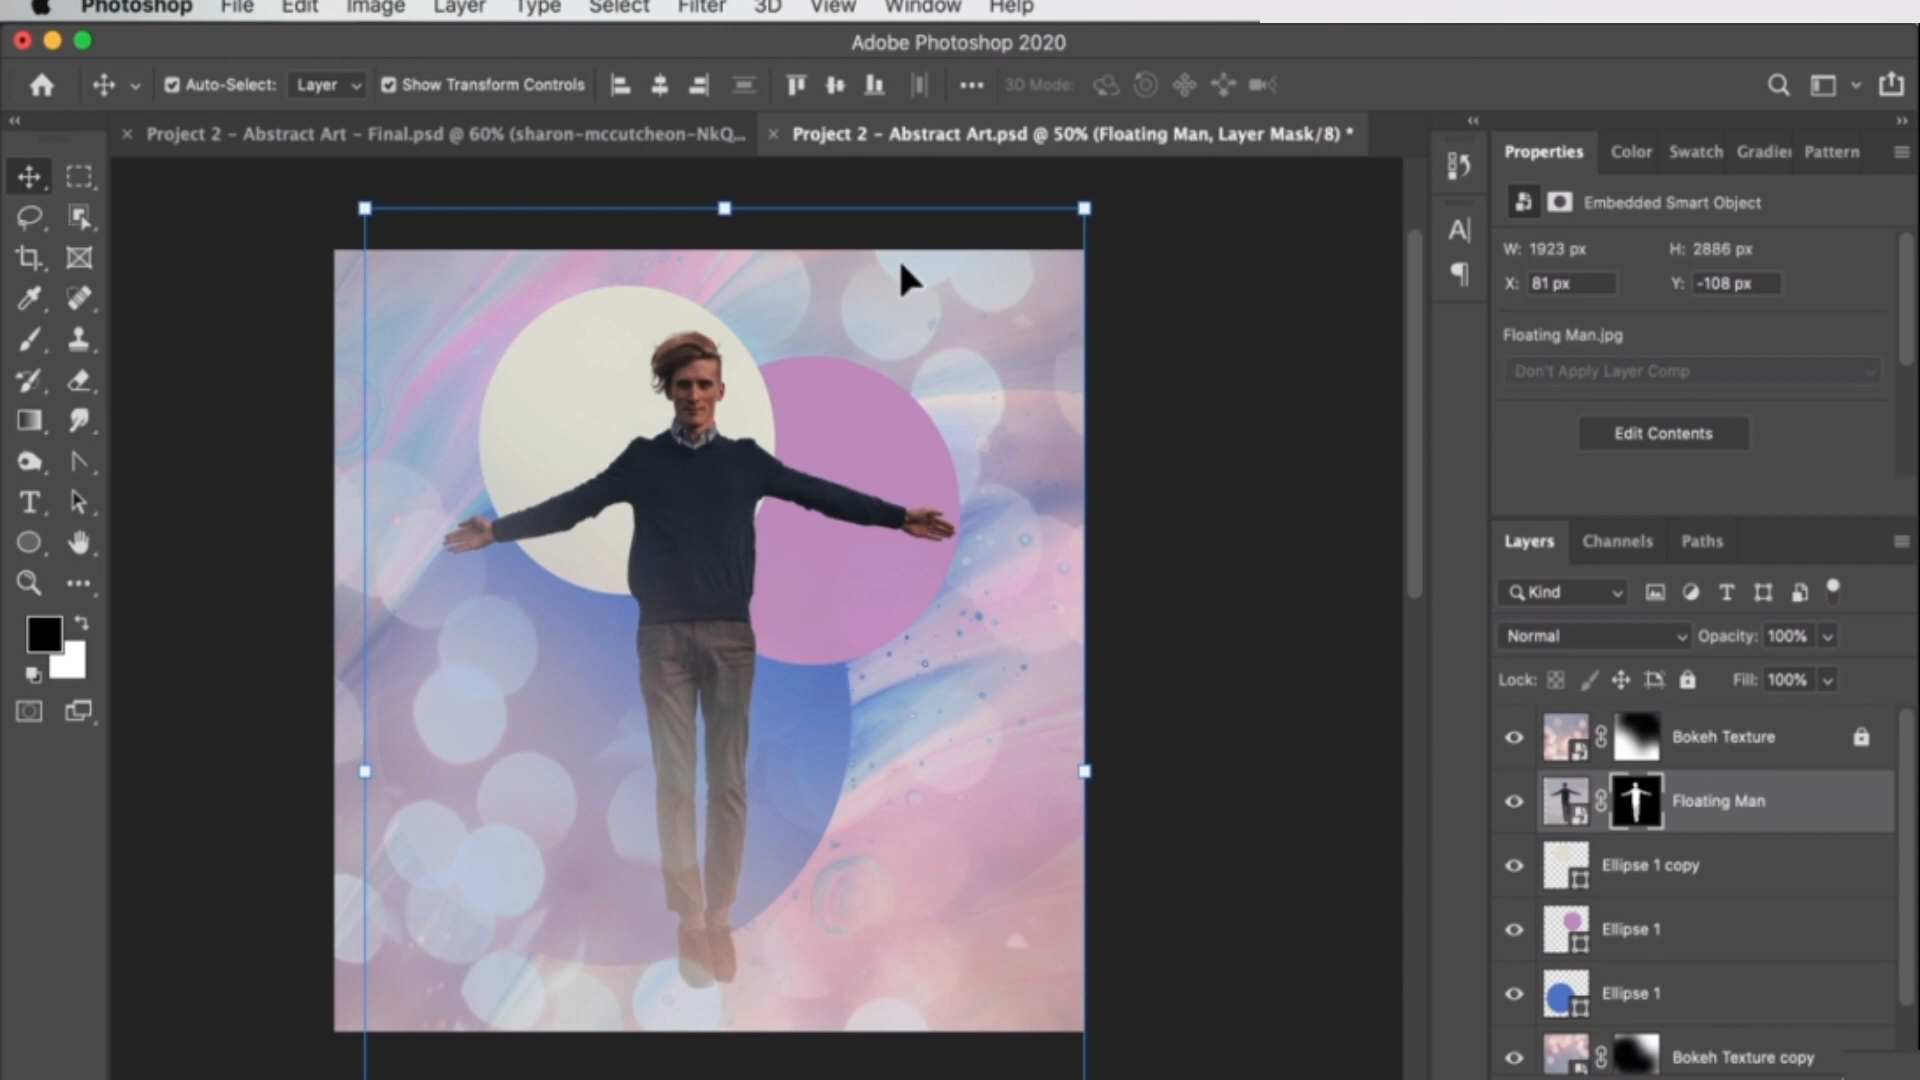 Photoshop File Edit Image Layer Type Select Filter 3D View Window Help
Adobe Photoshop 2020
Auto-Select: Layer Show Transform Controls 3D Mode:
Project 2 - Abstract Art - Final.psd @ 60% (sharon-mccutcheon-NkQ...
Project 2 - Abstract Art.psd @ 50% (Floating Man, Layer Mask/8) *
Properties Color Swatch Gradie Pattern
Embedded Smart Object
W: 1923 px H: 2886 px
X: 81 px Y: -108 px
Floating Man.jpg
Don't Apply Layer Comp
Edit Contents
Layers Channels Paths
Kind
Normal Opacity: 100%
Lock: Fill: 100%
Bokeh Texture
Floating Man
Ellipse 1 copy
Ellipse 1
Ellipse 1
Bokeh Texture copy